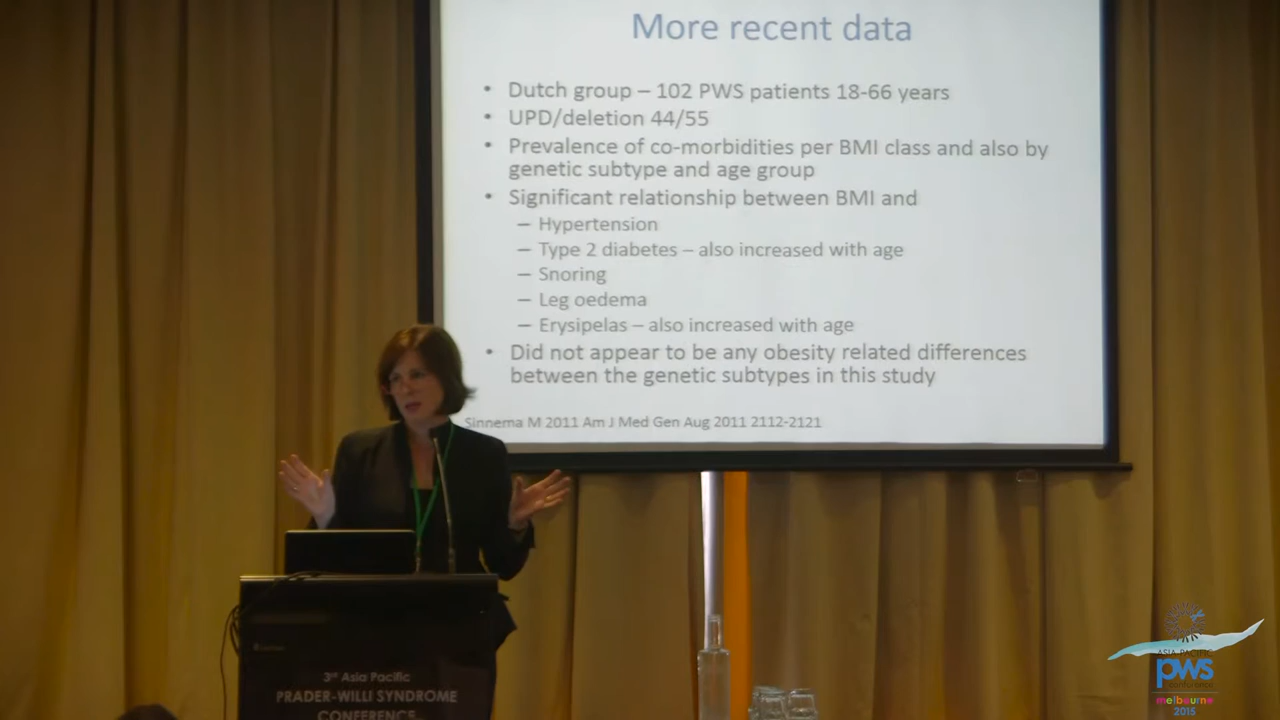 More recent data
• Dutch group – 102 PWS patients 18-66 years
• UPD/deletion 44/55
• Prevalence of co-morbidities per BMI class and also by
genetic subtype and age group
• Significant relationship between BMI and
– Hypertension
– Type 2 diabetes – also increased with age
– Snoring
– Leg oedema
– Erysipelas – also increased with age
• Did not appear to be any obesity related differences
between the genetic subtypes in this study
Sinnema M 2011 Am J Med Gen Aug 2011 2112-2121
3rd Asia Pacific
PRADER-WILLI SYNDROME
CONFERENCE
ASIA PACIFIC
pws
conference
melbourne
2015